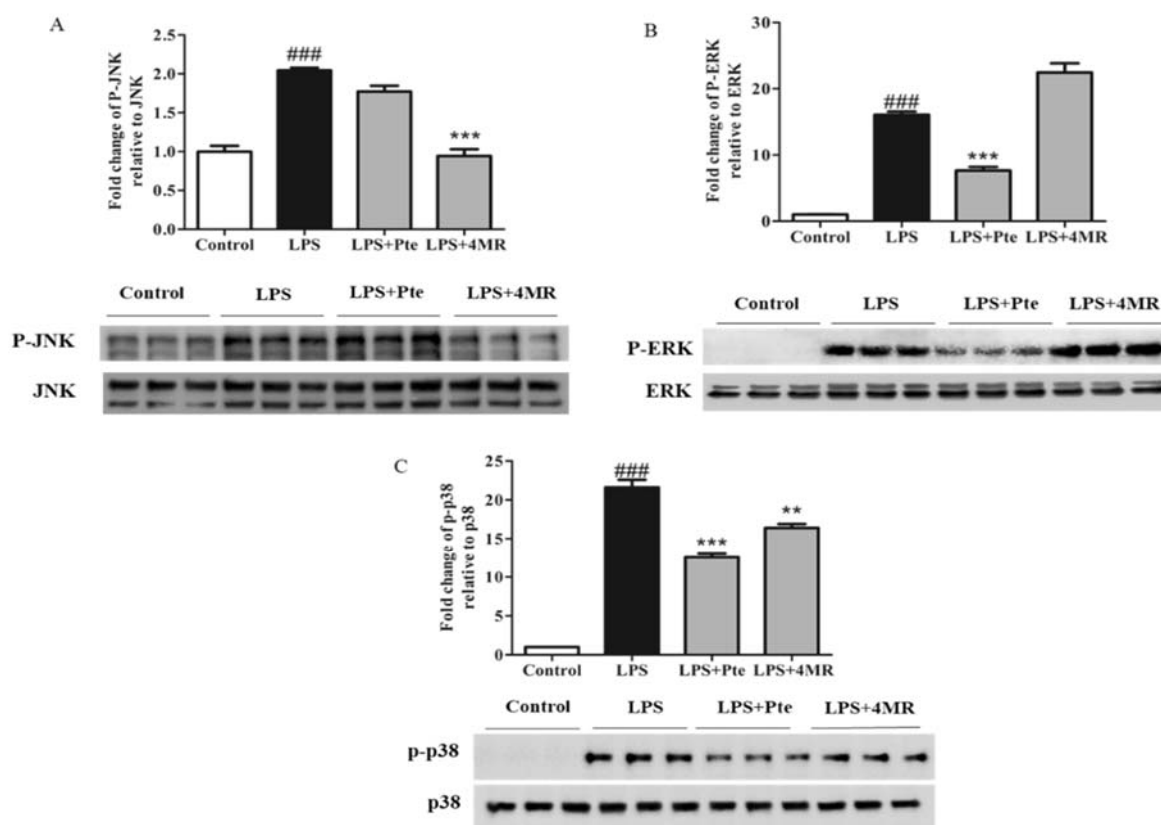 A
Fold change of P-JNK
relative to JNK
2.5
2.0
1.5
1.0
0.5
0.0
###
***
Control LPS LPS+Pte LPS+4MR
Control LPS LPS+Pte LPS+4MR
P-JNK
JNK
B
Fold change of P-ERK
relative to ERK
30
20
10
0
###
***
Control LPS LPS+Pte LPS+4MR
Control LPS LPS+Pte LPS+4MR
P-ERK
ERK
C
Fold change of p-p38
relative to p38
25
20
15
10
5
0
###
***
**
Control LPS LPS+Pte LPS+4MR
Control LPS LPS+Pte LPS+4MR
p-p38
p38